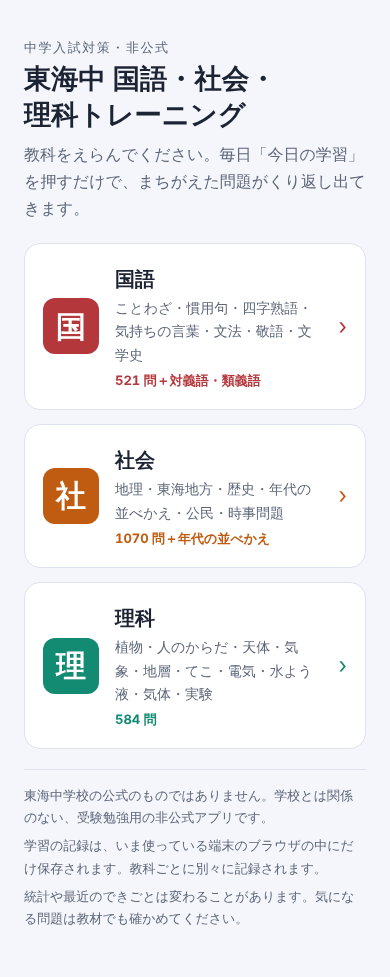 中学入試対策・非公式
東海中 国語・社会・
理科トレーニング
教科をえらんでください。毎日「今日の学習」
を押すだけで、まちがえた問題がくり返し出て
きます。
国
国語
ことわざ・慣用句・四字熟語・
気持ちの言葉・文法・敬語・文
学史
521 問＋対義語・類義語
›
社
社会
地理・東海地方・歴史・年代の
並べかえ・公民・時事問題
1070 問＋年代の並べかえ
›
理
理科
植物・人のからだ・天体・気
象・地層・てこ・電気・水よう
液・気体・実験
584 問
›
東海中学校の公式のものではありません。学校とは関係
のない、受験勉強用の非公式アプリです。
学習の記録は、いま使っている端末のブラウザの中にだ
け保存されます。教科ごとに別々に記録されます。
統計や最近のできごとは変わることがあります。気にな
る問題は教材でも確かめてください。